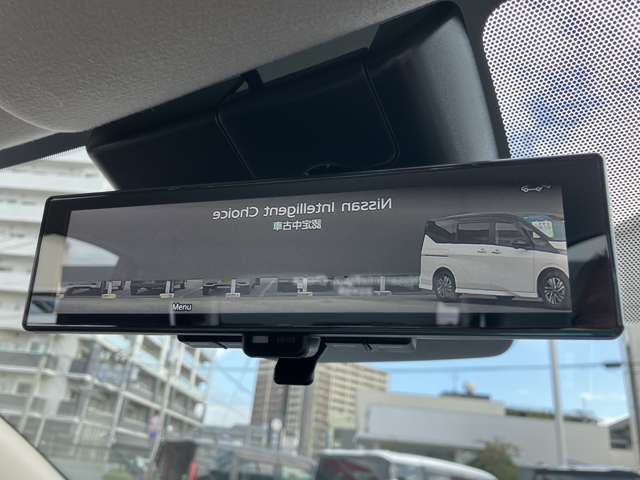 Nissan Intelligent Choice
認定中古車
Menu